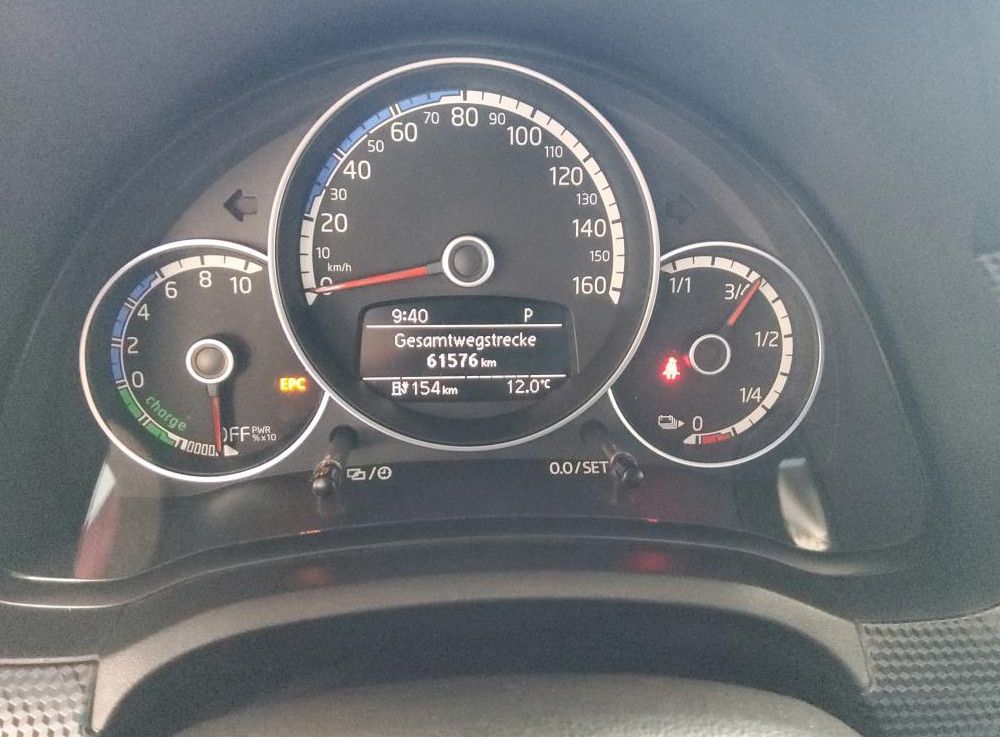 80
70 90
60 100
50 110
40 120
30 130
20 140
10 150
km/h
0 160
9:40 P
Gesamtwegstrecke
61576 km
154 km 12.0°C
0 2 4 6 8 10
charge
OFF PWR
% x10
EPC
1/1 3/4
1/2
1/4
0
0.0/SET